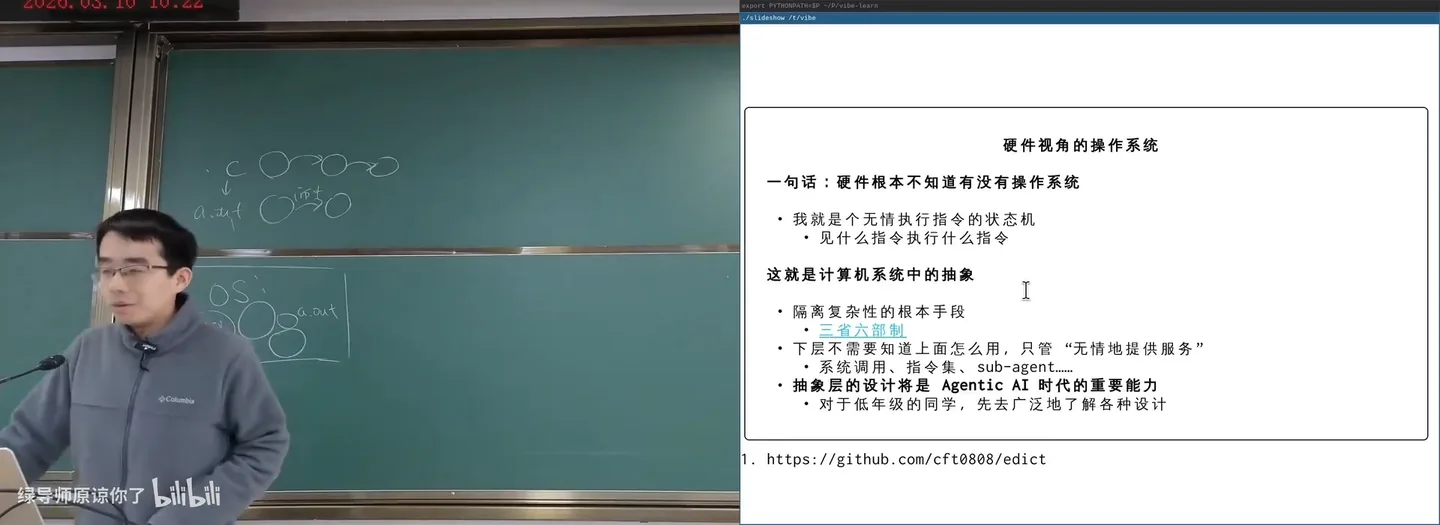 2026.03.10 10:22
C
a.out
init
OS
a.out
Columbia
绿导师原谅你了 bilibili
export PYTHONPATH=$P ~/P/vibe-learn
./slideshow /t/vibe
硬件视角的操作系统
一句话：硬件根本不知道有没有操作系统
• 我就是个无情执行指令的状态机
• 见什么指令执行什么指令
这就是计算机系统中的抽象
• 隔离复杂性的根本手段
• 三省六部制
• 下层不需要知道上面怎么用，只管 “无情地提供服务”
• 系统调用、指令集、sub-agent……
• 抽象层的设计将是 Agentic AI 时代的重要能力
• 对于低年级的同学，先去广泛地了解各种设计
1. https://github.com/cft0808/edict